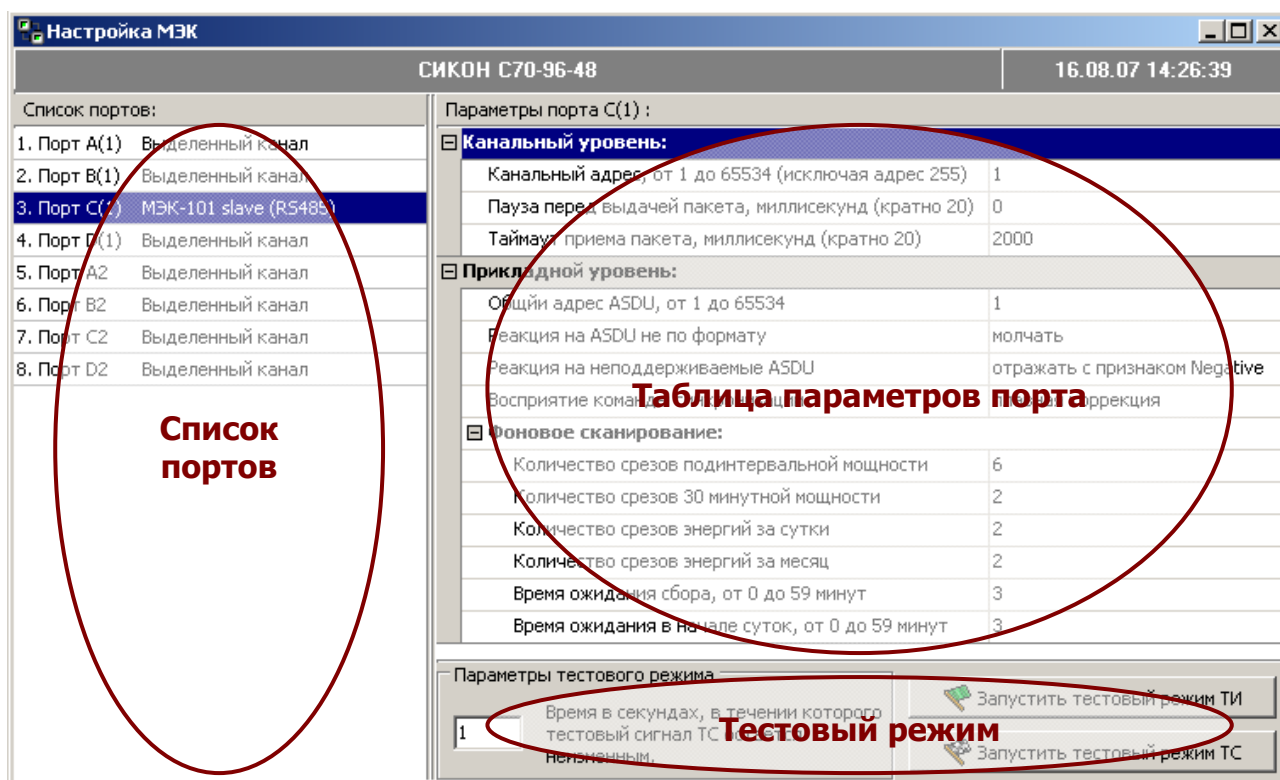 Настройка МЭК
СИКОН С70-96-48 16.08.07 14:26:39
Список портов:
1. Порт A(1) Выделенный канал
2. Порт B(1) Выделенный канал
3. Порт C(1) МЭК-101 slave (RS485)
4. Порт D(1) Выделенный канал
5. Порт A2 Выделенный канал
6. Порт B2 Выделенный канал
7. Порт C2 Выделенный канал
8. Порт D2 Выделенный канал
Список
портов
Параметры порта C(1) :
Канальный уровень:
Канальный адрес, от 1 до 65534 (исключая адрес 255) 1
Пауза перед выдачей пакета, миллисекунд (кратно 20) 0
Таймаут приема пакета, миллисекунд (кратно 20) 2000
Прикладной уровень:
Общйи адрес ASDU, от 1 до 65534 1
Реакция на ASDU не по формату молчать
Реакция на неподдерживаемые ASDU отражать с признаком Negative
Восприятие коррекция
Таблица параметров порта
Фоновое сканирование:
Количество срезов подинтервальной мощности 6
Количество срезов 30 минутной мощности 2
Количество срезов энергий за сутки 2
Количество срезов энергий за месяц 2
Время ожидания сбора, от 0 до 59 минут 3
Время ожидания в начале суток, от 0 до 59 минут 3
Параметры тестового режима
1
Время в секундах, в течении которого
тестовый сигнал ТС
неизменным.
Тестовый режим
Запустить тестовый режим ТИ
Запустить тестовый режим ТС